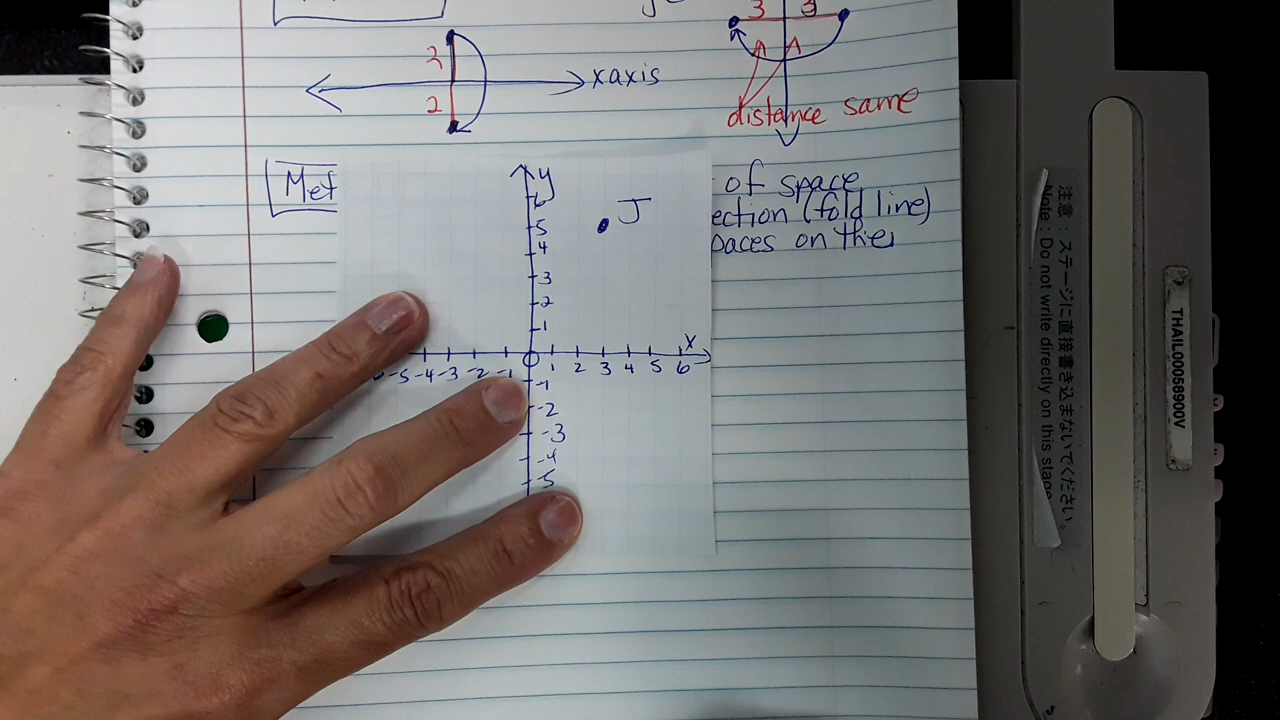 3 3
2
x axis
2
distance same
of space
ection (fold line)
paces on the
y
6
5
4
3
2
1
J
x
-5 -4 -3 -2 -1 0 1 2 3 4 5 6
-1
-2
-3
-4
-5
注意：ステージに直接書き込まないでください。
Note : Do not write directly on this stage
THAIL00058900V